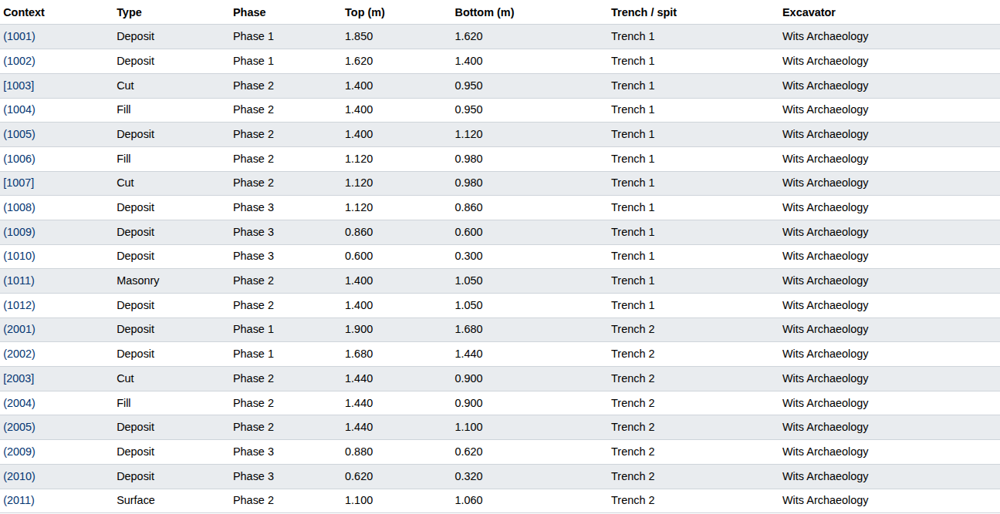 Context Type Phase Top (m) Bottom (m) Trench / spit Excavator
(1001) Deposit Phase 1 1.850 1.620 Trench 1 Wits Archaeology
(1002) Deposit Phase 1 1.620 1.400 Trench 1 Wits Archaeology
[1003] Cut Phase 2 1.400 0.950 Trench 1 Wits Archaeology
(1004) Fill Phase 2 1.400 0.950 Trench 1 Wits Archaeology
(1005) Deposit Phase 2 1.400 1.120 Trench 1 Wits Archaeology
(1006) Fill Phase 2 1.120 0.980 Trench 1 Wits Archaeology
[1007] Cut Phase 2 1.120 0.980 Trench 1 Wits Archaeology
(1008) Deposit Phase 3 1.120 0.860 Trench 1 Wits Archaeology
(1009) Deposit Phase 3 0.860 0.600 Trench 1 Wits Archaeology
(1010) Deposit Phase 3 0.600 0.300 Trench 1 Wits Archaeology
(1011) Masonry Phase 2 1.400 1.050 Trench 1 Wits Archaeology
(1012) Deposit Phase 2 1.400 1.050 Trench 1 Wits Archaeology
(2001) Deposit Phase 1 1.900 1.680 Trench 2 Wits Archaeology
(2002) Deposit Phase 1 1.680 1.440 Trench 2 Wits Archaeology
[2003] Cut Phase 2 1.440 0.900 Trench 2 Wits Archaeology
(2004) Fill Phase 2 1.440 0.900 Trench 2 Wits Archaeology
(2005) Deposit Phase 2 1.440 1.100 Trench 2 Wits Archaeology
(2009) Deposit Phase 3 0.880 0.620 Trench 2 Wits Archaeology
(2010) Deposit Phase 3 0.620 0.320 Trench 2 Wits Archaeology
(2011) Surface Phase 2 1.100 1.060 Trench 2 Wits Archaeology